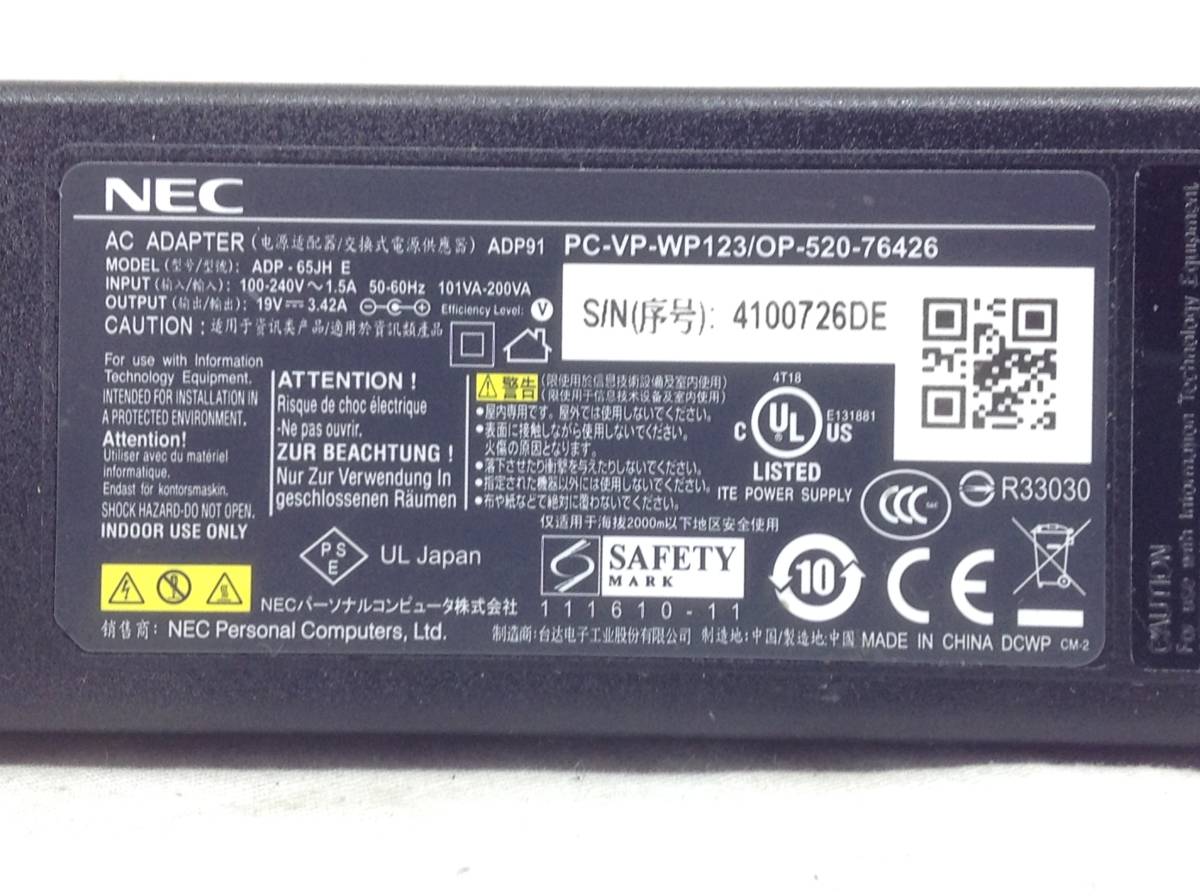 NEC
AC ADAPTER (电源适配器/交換式電源供應器) ADP91 PC-VP-WP123/OP-520-76426
MODEL (型号/型號): ADP-65JH E
INPUT (输入/輸入): 100-240V～1.5A 50-60Hz 101VA-200VA
OUTPUT (输出/輸出): 19V⎓3.42A Efficiency Level: V
S/N(序号): 4100726DE
CAUTION : 适用于资讯类产品/適用於資訊類產品
For use with Information
Technology Equipment.
INTENDED FOR INSTALLATION IN
A PROTECTED ENVIRONMENT.
Attention!
Utiliser avec du matériel
informatique.
Endast for kontorsmaskin.
SHOCK HAZARD-DO NOT OPEN.
INDOOR USE ONLY
ATTENTION !
Risque de choc électrique
-Ne pas ouvrir.
ZUR BEACHTUNG !
Nur Zur Verwendung In
geschlossenen Räumen
警告 (限使用於信息技術設備及室内使用)
(限使用于信息技术设备及室内使用)
●屋内専用です。屋外では使用しないでください。
●表面に接触しながら使用しないでください。
火傷の原因となります。
●落下させたり衝撃を与えたりしないでください。
●指定された機器以外には使用しないでください。
●布や紙などで絶対に覆わないでください。
仅适用于海拔2000m以下地区安全使用
4T18
C UL US E131881
LISTED
ITE POWER SUPPLY
CCC S&E
R33030
PSE UL Japan
SAFETY
MARK
111610-11
10
CE
NECパーソナルコンピュータ株式会社
销售商: NEC Personal Computers, Ltd.
制造商:台达电子工业股份有限公司 制造地:中国/製造地:中國 MADE IN CHINA DCWP CM-2
CAUTION
For use with Information Technology Equipment